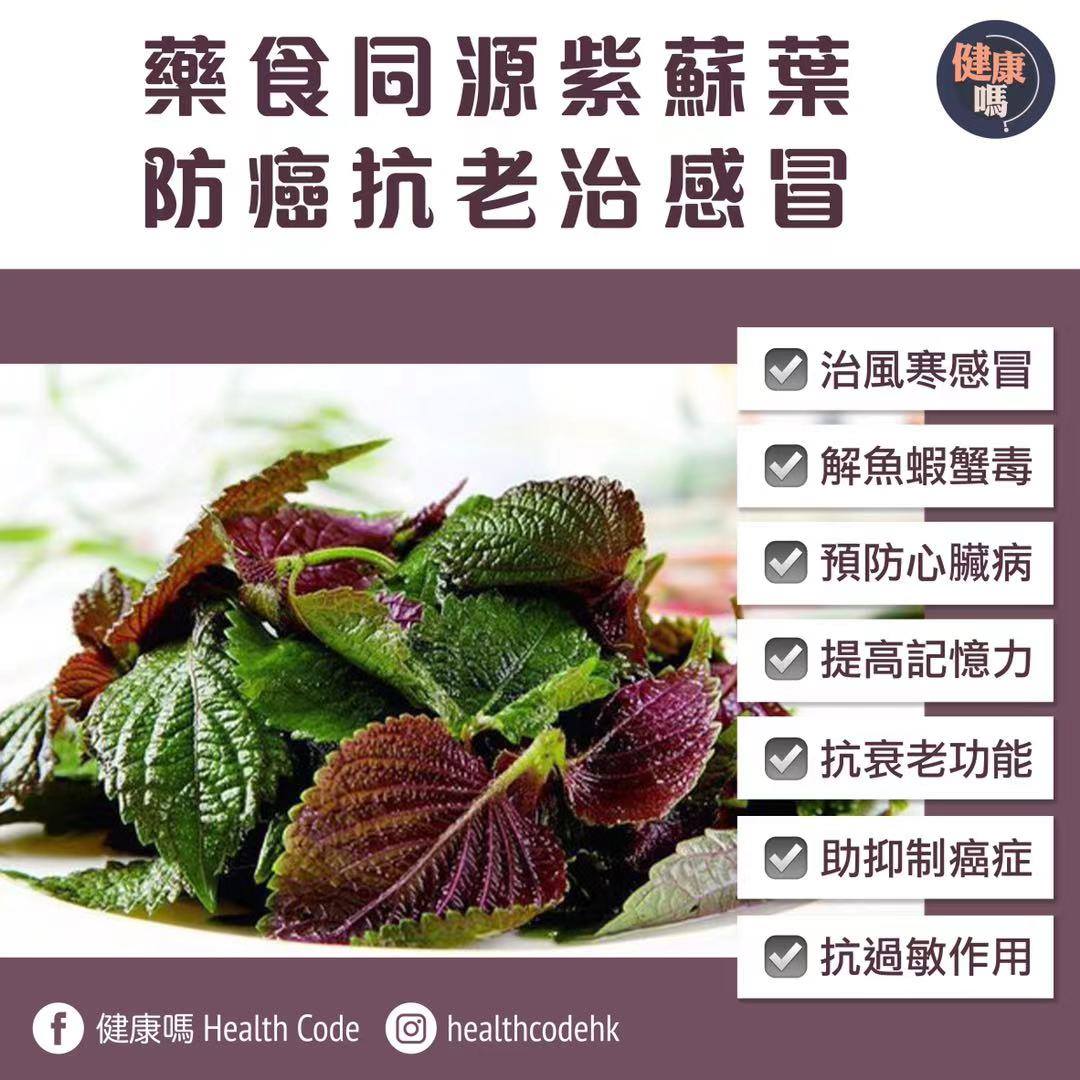 藥食同源紫蘇葉
防癌抗老治感冒
健康
嗎
治風寒感冒
解魚蝦蟹毒
預防心臟病
提高記憶力
抗衰老功能
助抑制癌症
抗過敏作用
健康嗎 Health Code
healthcodehk